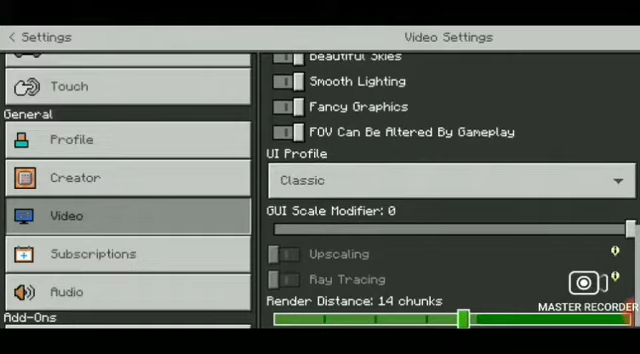 Settings
Video Settings
Touch
General
Profile
Creator
Video
Subscriptions
Audio
Add-Ons
Beautiful Skies
Smooth Lighting
Fancy Graphics
FOV Can Be Altered By Gameplay
UI Profile
Classic
GUI Scale Modifier: 0
Upscaling
Ray Tracing
MASTER RECORDER
Render Distance: 14 chunks